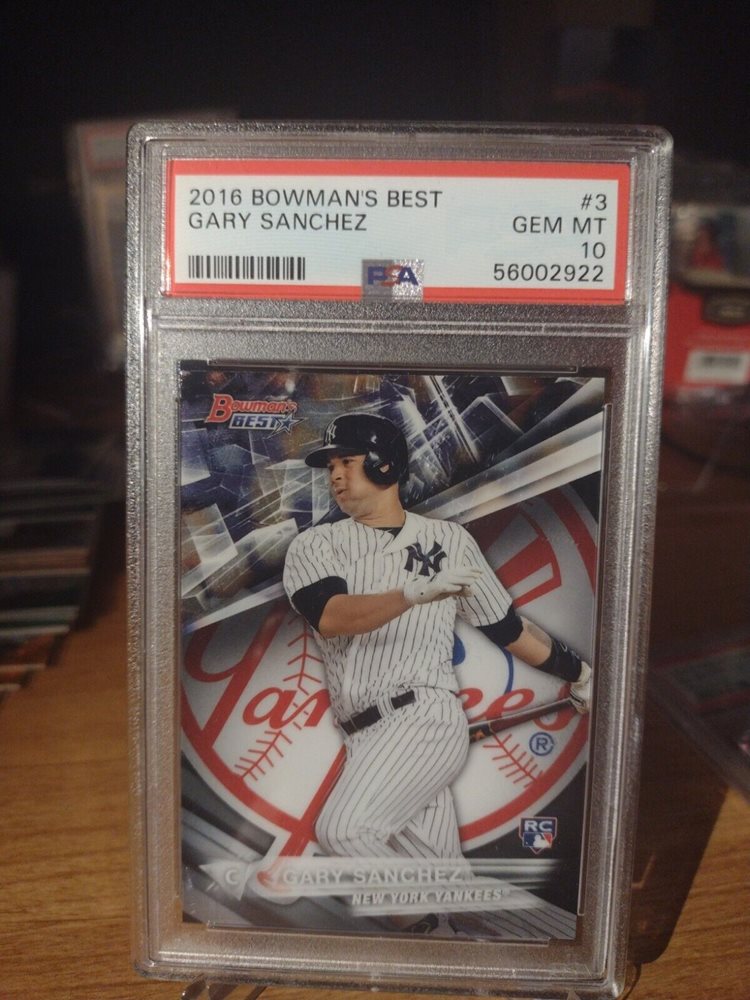 2016 BOWMAN'S BEST #3
GARY SANCHEZ GEM MT
10
56002922
PSA
Bowman's
BEST
NY
NY
Yankees
®
RC
C GARY SANCHEZ
NEW YORK YANKEES